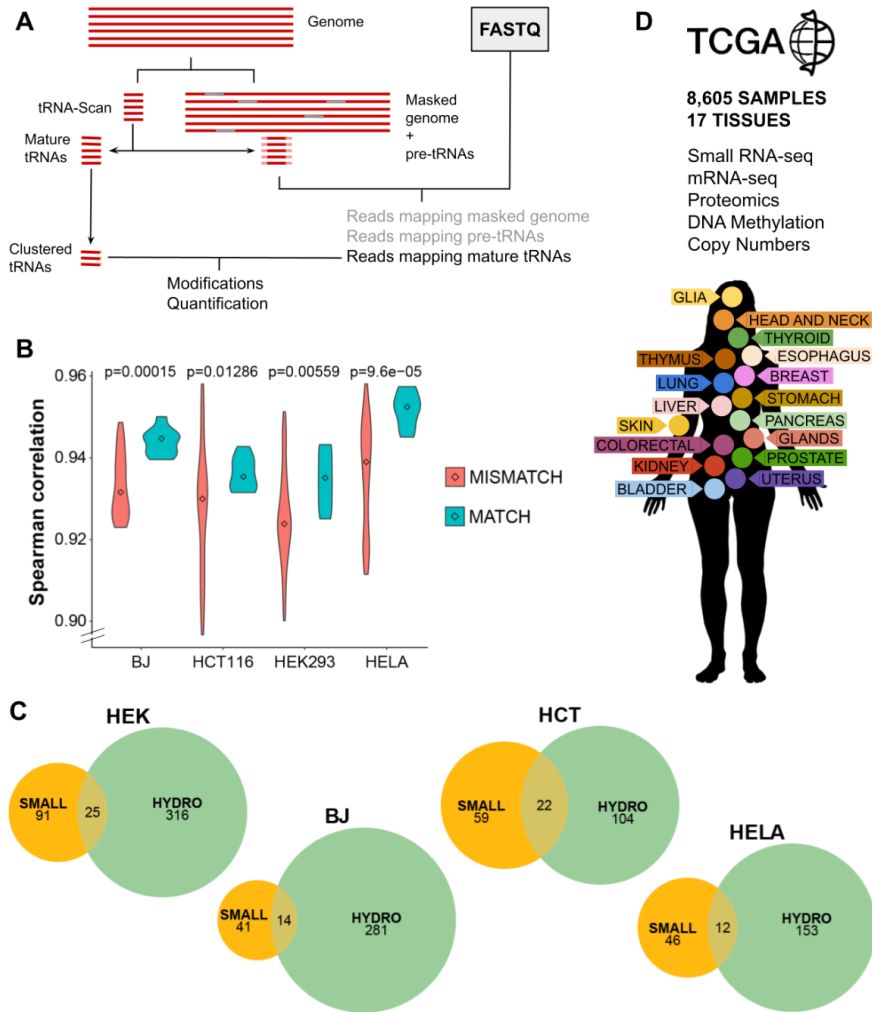 A
Genome
FASTQ
tRNA-Scan
Masked
genome
+
pre-tRNAs
Mature
tRNAs
Reads mapping masked genome
Reads mapping pre-tRNAs
Reads mapping mature tRNAs
Clustered
tRNAs
Modifications
Quantification
D
TCGA
8,605 SAMPLES
17 TISSUES
Small RNA-seq
mRNA-seq
Proteomics
DNA Methylation
Copy Numbers
GLIA
HEAD AND NECK
THYROID
THYMUS
ESOPHAGUS
LUNG
BREAST
LIVER
STOMACH
SKIN
PANCREAS
COLORECTAL
GLANDS
KIDNEY
PROSTATE
BLADDER
UTERUS
B
p=0.00015 p=0.01286 p=0.00559 p=9.6e-05
0.96
0.94
0.92
0.90
Spearman correlation
BJ HCT116 HEK293 HELA
MISMATCH
MATCH
C
HEK
SMALL
91
25
HYDRO
316
BJ
SMALL
41
14
HYDRO
281
HCT
SMALL
59
22
HYDRO
104
HELA
SMALL
46
12
HYDRO
153